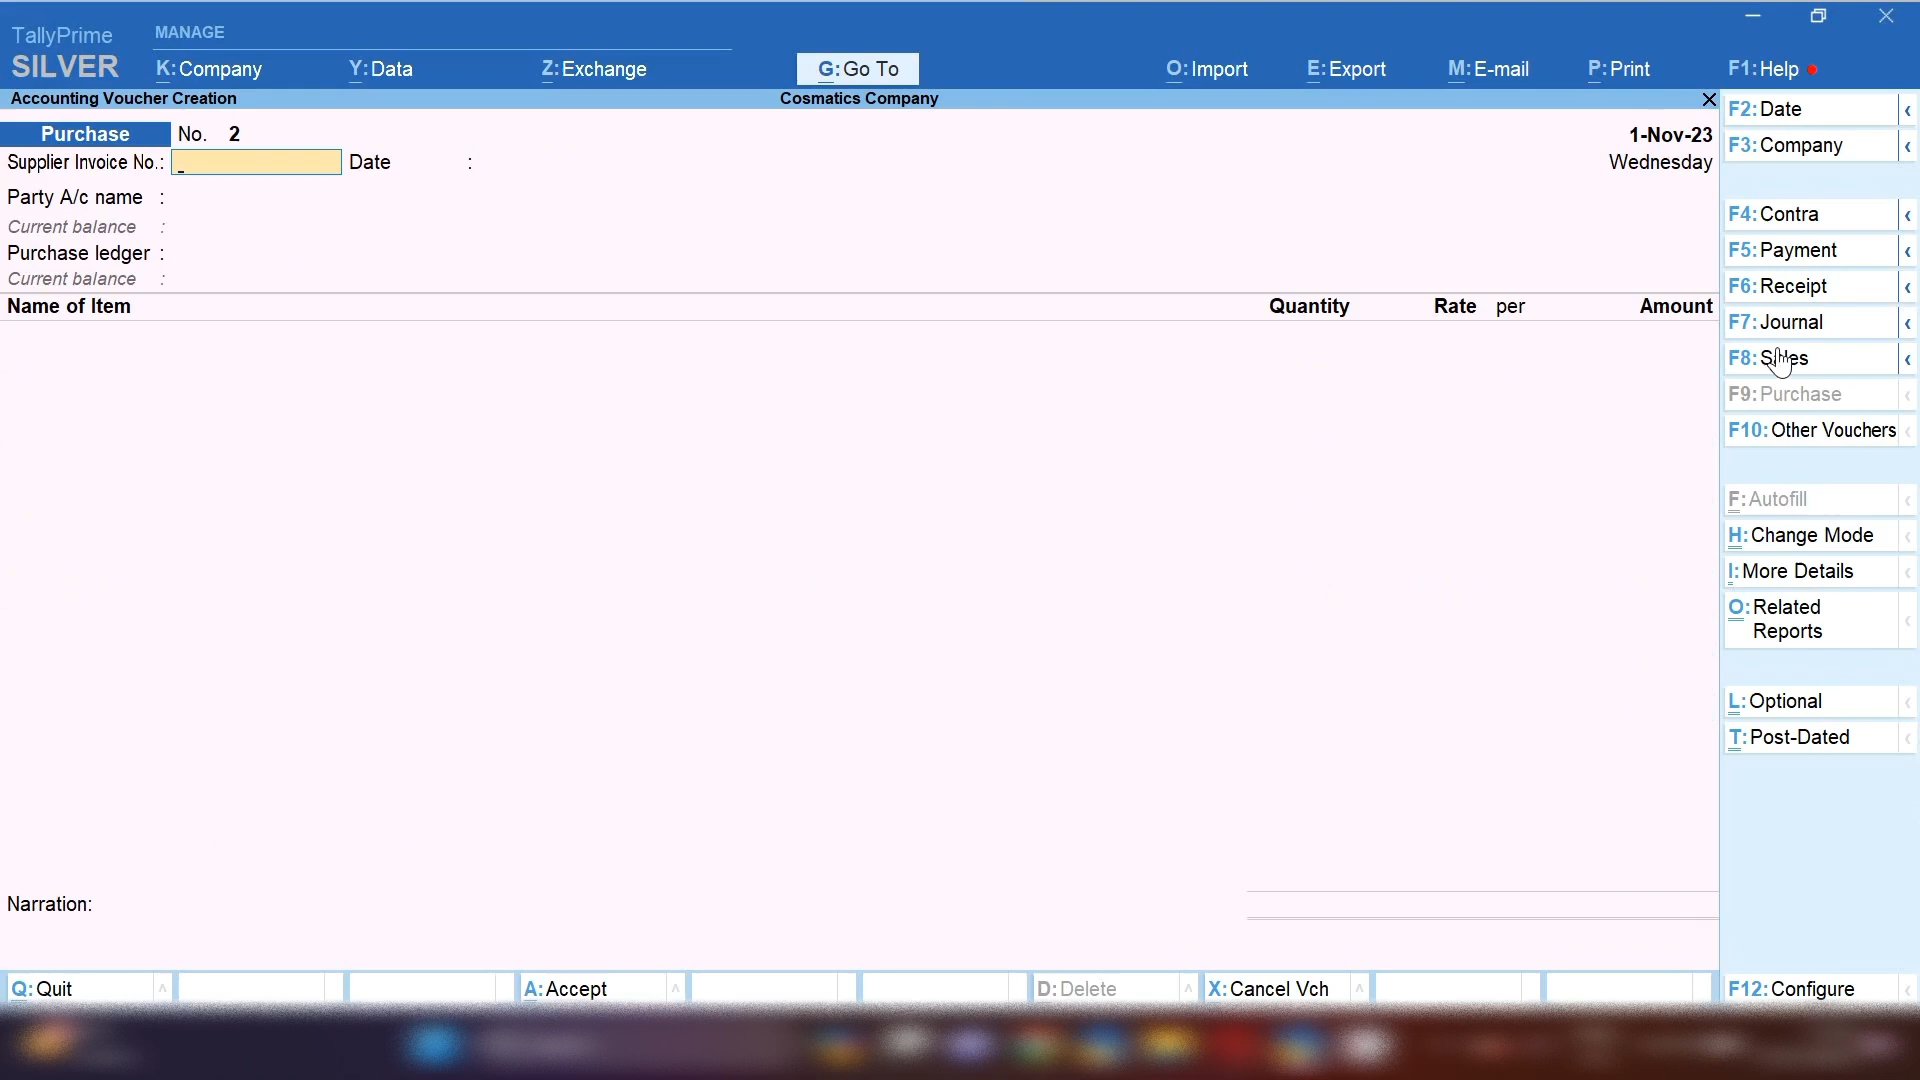 TallyPrime
SILVER
MANAGE
K:Company
Y:Data
Z:Exchange
G:Go To
O:Import
E:Export
M:E-mail
P:Print
F1:Help
Accounting Voucher Creation
Cosmatics Company
Purchase No. 2
1-Nov-23
Supplier Invoice No.: Date :
Wednesday
Party A/c name :
Current balance :
Purchase ledger :
Current balance :
Name of Item Quantity Rate per Amount
Narration:
F2:Date
F3:Company
F4:Contra
F5:Payment
F6:Receipt
F7:Journal
F8:Sales
F9:Purchase
F10:Other Vouchers
F:Autofill
H:Change Mode
I:More Details
O:Related
Reports
L:Optional
T:Post-Dated
Q:Quit
A:Accept
D:Delete
X:Cancel Vch
F12:Configure